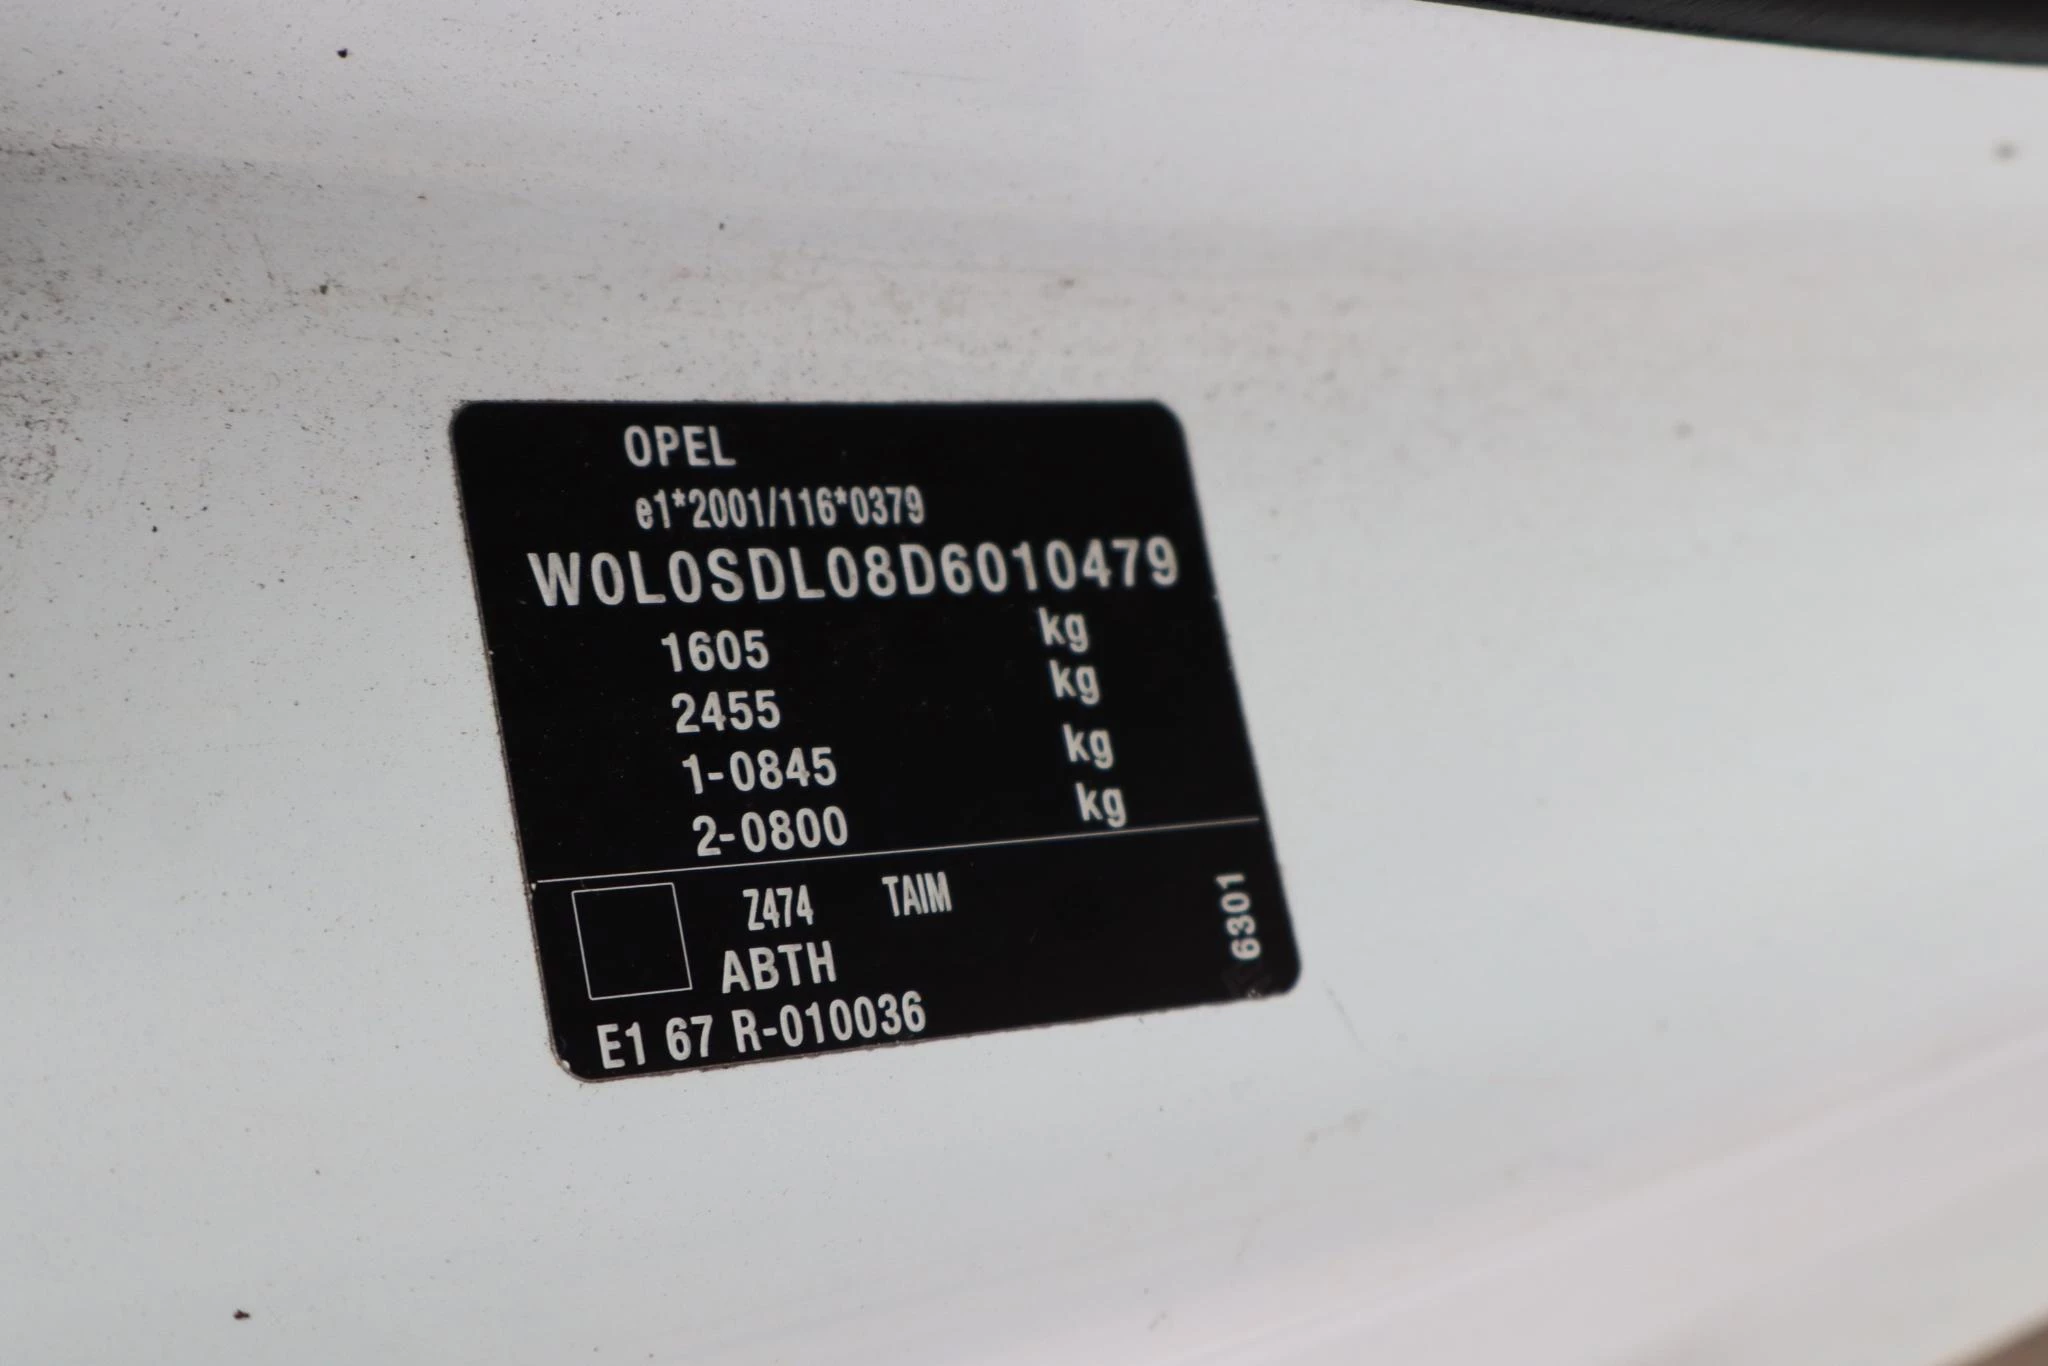 OPEL
e1*2001/116*0379
W0L0SDL08D6010479
1605 kg
2455 kg
1-0845 kg
2-0800 kg
Z474 TAIM
ABTH
E1 67 R-010036
6301